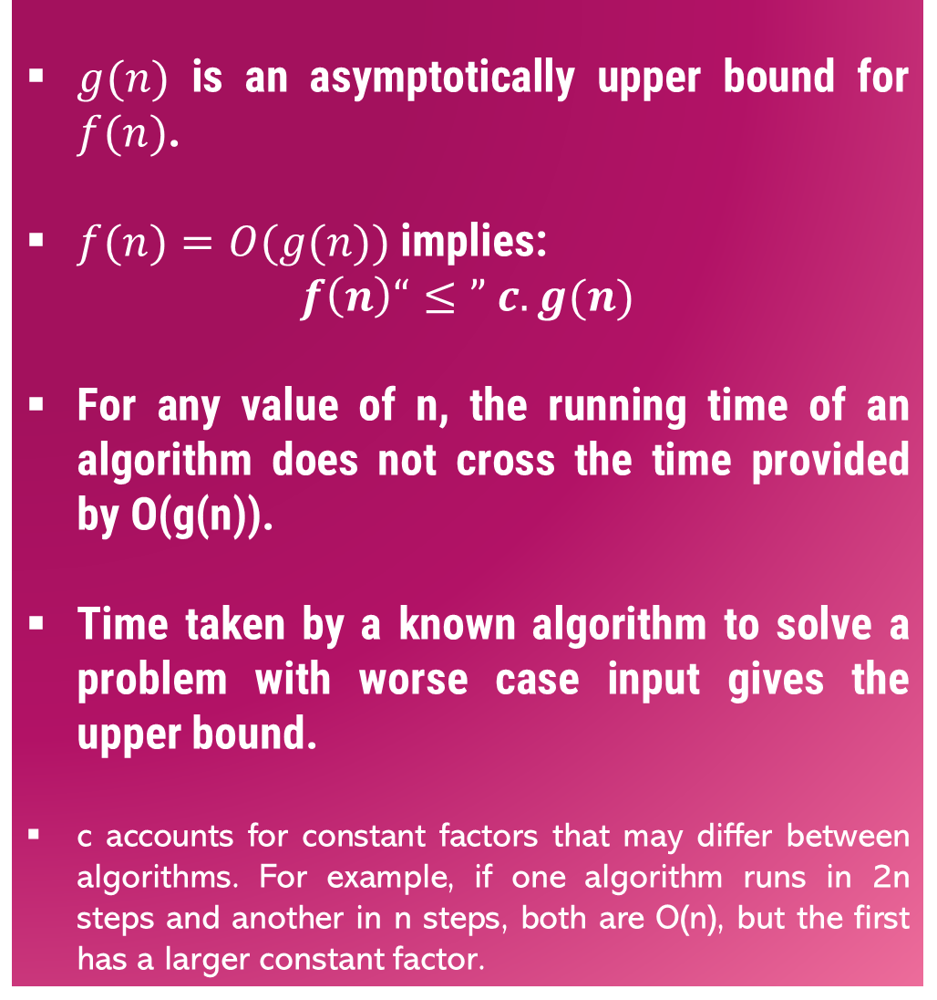 ▪ g(n) is an asymptotically upper bound for
f(n).
▪ f(n) = O(g(n)) implies:
f(n)“ ≤ ” c. g(n)
▪ For any value of n, the running time of an
algorithm does not cross the time provided
by O(g(n)).
▪ Time taken by a known algorithm to solve a
problem with worse case input gives the
upper bound.
▪ c accounts for constant factors that may differ between
algorithms. For example, if one algorithm runs in 2n
steps and another in n steps, both are O(n), but the first
has a larger constant factor.